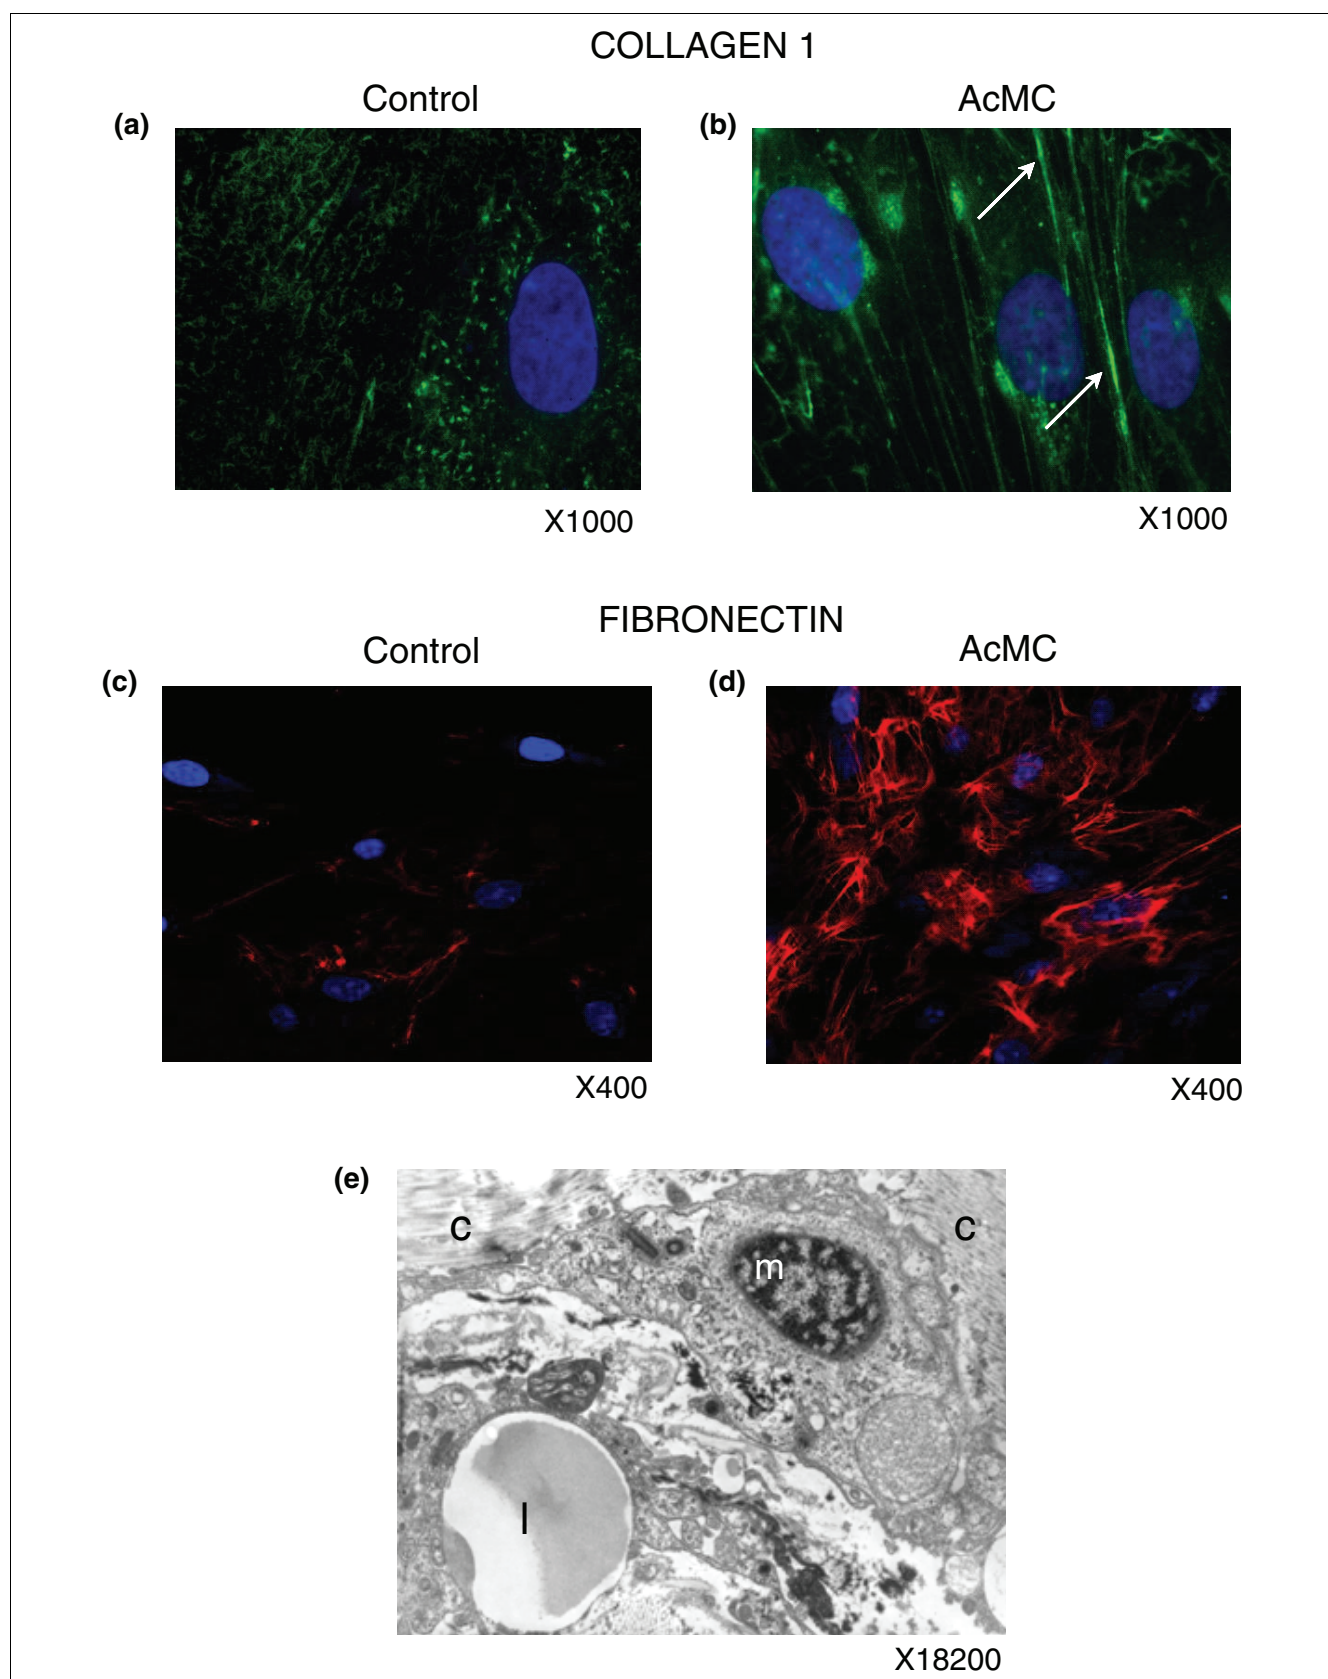 COLLAGEN 1
Control
AcMC
(a)
(b)
X1000
X1000
FIBRONECTIN
Control
AcMC
(c)
(d)
X400
X400
(e)
c
c
m
l
X18200